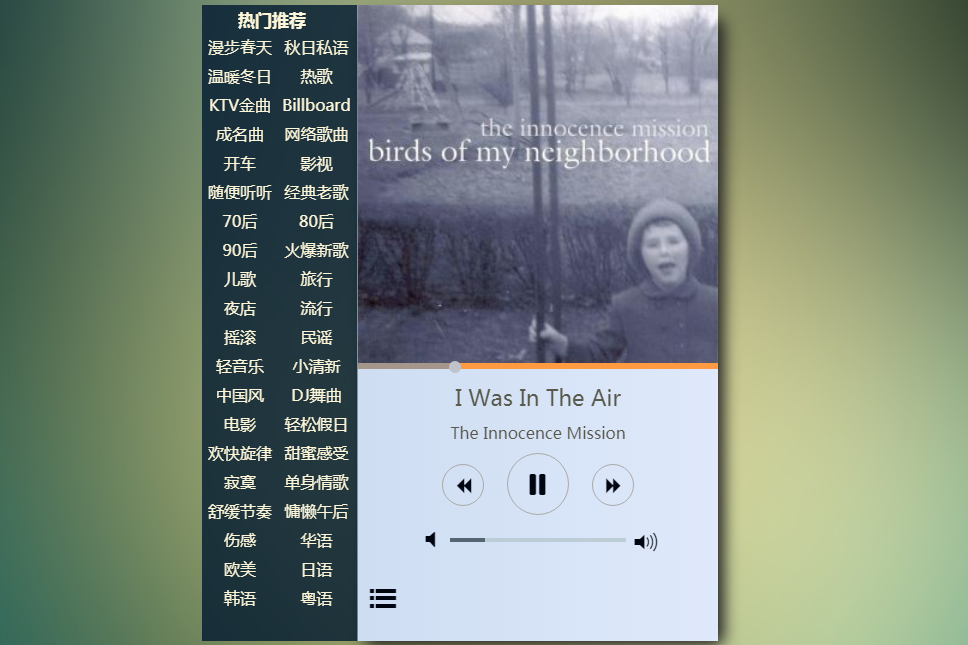 热门推荐
漫步春天 秋日私语
温暖冬日 热歌
KTV金曲 Billboard
成名曲 网络歌曲
开车 影视
随便听听 经典老歌
70后 80后
90后 火爆新歌
儿歌 旅行
夜店 流行
摇滚 民谣
轻音乐 小清新
中国风 DJ舞曲
电影 轻松假日
欢快旋律 甜蜜感受
寂寞 单身情歌
舒缓节奏 慵懒午后
伤感 华语
欧美 日语
韩语 粤语
the innocence mission
birds of my neighborhood
I Was In The Air
The Innocence Mission